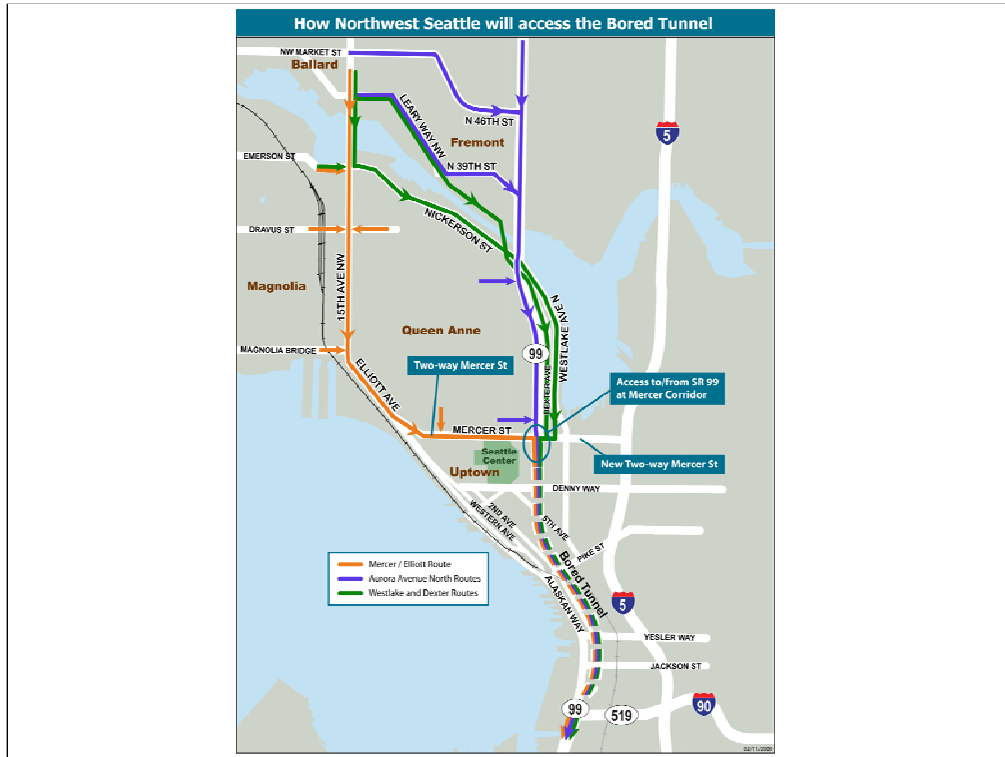 How Northwest Seattle will access the Bored Tunnel
NW MARKET ST
Ballard
LEARY WAY NW
N 46TH ST
Fremont
5
EMERSON ST
N 39TH ST
NICKERSON ST
DRAVUS ST
Magnolia
15TH AVE NW
WESTLAKE AVE N
Queen Anne
MAGNOLIA BRIDGE
99
Two-way Mercer St
ELLIOTT AVE
DEXTER AVE
Access to/from SR 99
at Mercer Corridor
MERCER ST
Seattle
Center
New Two-way Mercer St
Uptown
DENNY WAY
2ND AVE
WESTERN AVE
5TH AVE
PIKE ST
Bored Tunnel
Mercer / Elliott Route
Aurora Avenue North Routes
Westlake and Dexter Routes
ALASKAN WAY
5
YESLER WAY
JACKSON ST
99
519
90
02/11/2009